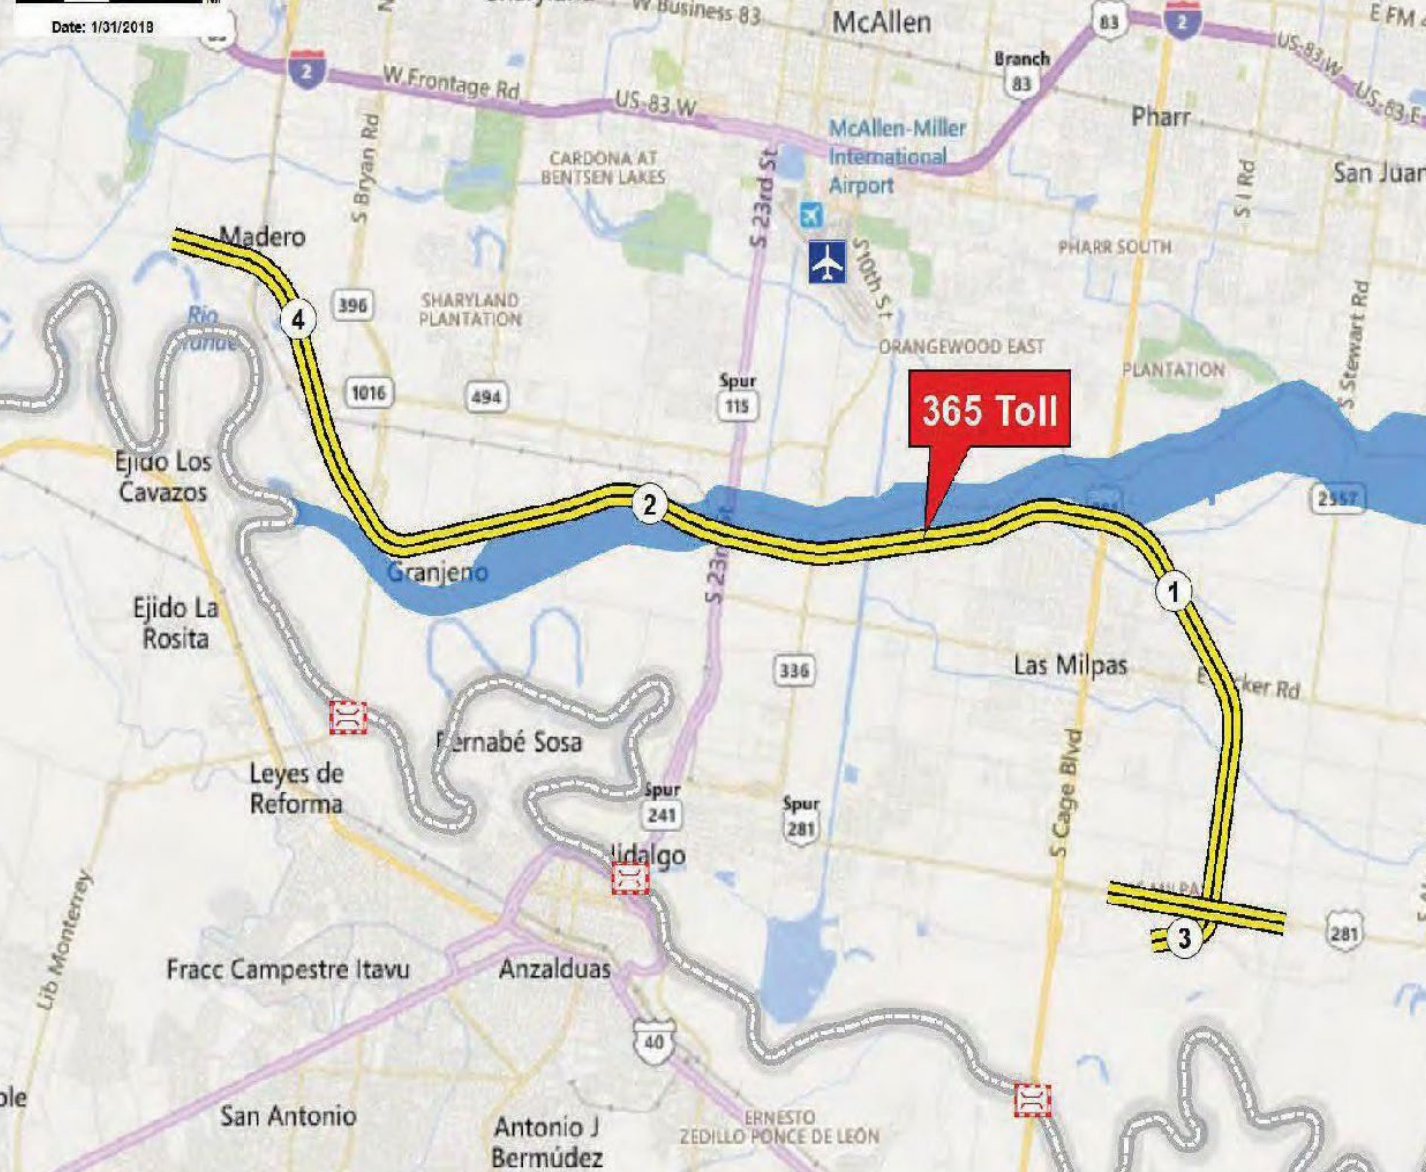 Date: 1/31/2018
W Business 83
McAllen
83
2
E FM
US-83 W
US-83 E
2
W Frontage Rd
US-83 W
Branch
83
Pharr
McAllen-Miller
International
Airport
San Juan
S Bryan Rd
CARDONA AT
BENTSEN LAKES
S 23rd St
S I Rd
Madero
S 10th St
PHARR SOUTH
396
SHARYLAND
PLANTATION
4
Rio
ORANGEWOOD EAST
PLANTATION
S Stewart Rd
1016
494
Spur
115
365 Toll
Ejido Los
Cavazos
2
2557
Granjeno
S 23rd
1
Ejido La
Rosita
336
Las Milpas
Bernabé Sosa
Leyes de
Reforma
Spur
241
Spur
281
S Cage Blvd
Hidalgo
Lib Monterrey
3
281
Fracc Campestre Itavu
Anzalduas
40
San Antonio
Antonio J
Bermúdez
ERNESTO
ZEDILLO PONCE DE LEÓN